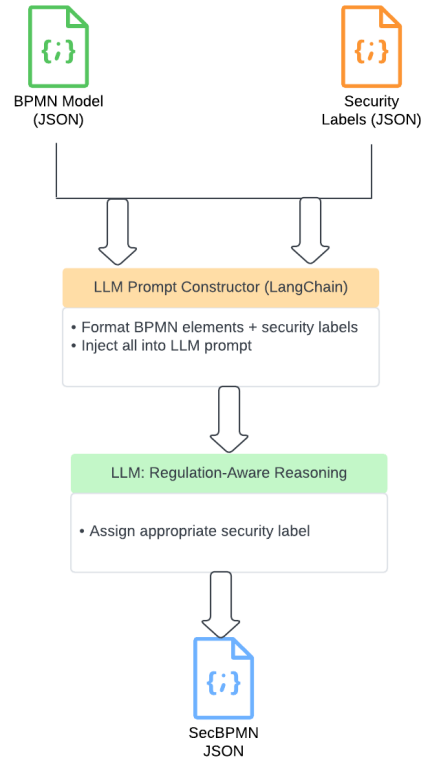 {;}
{;}
BPMN Model
(JSON)
Security
Labels (JSON)
LLM Prompt Constructor (LangChain)
• Format BPMN elements + security labels
• Inject all into LLM prompt
LLM: Regulation-Aware Reasoning
• Assign appropriate security label
{;}
SecBPMN
JSON